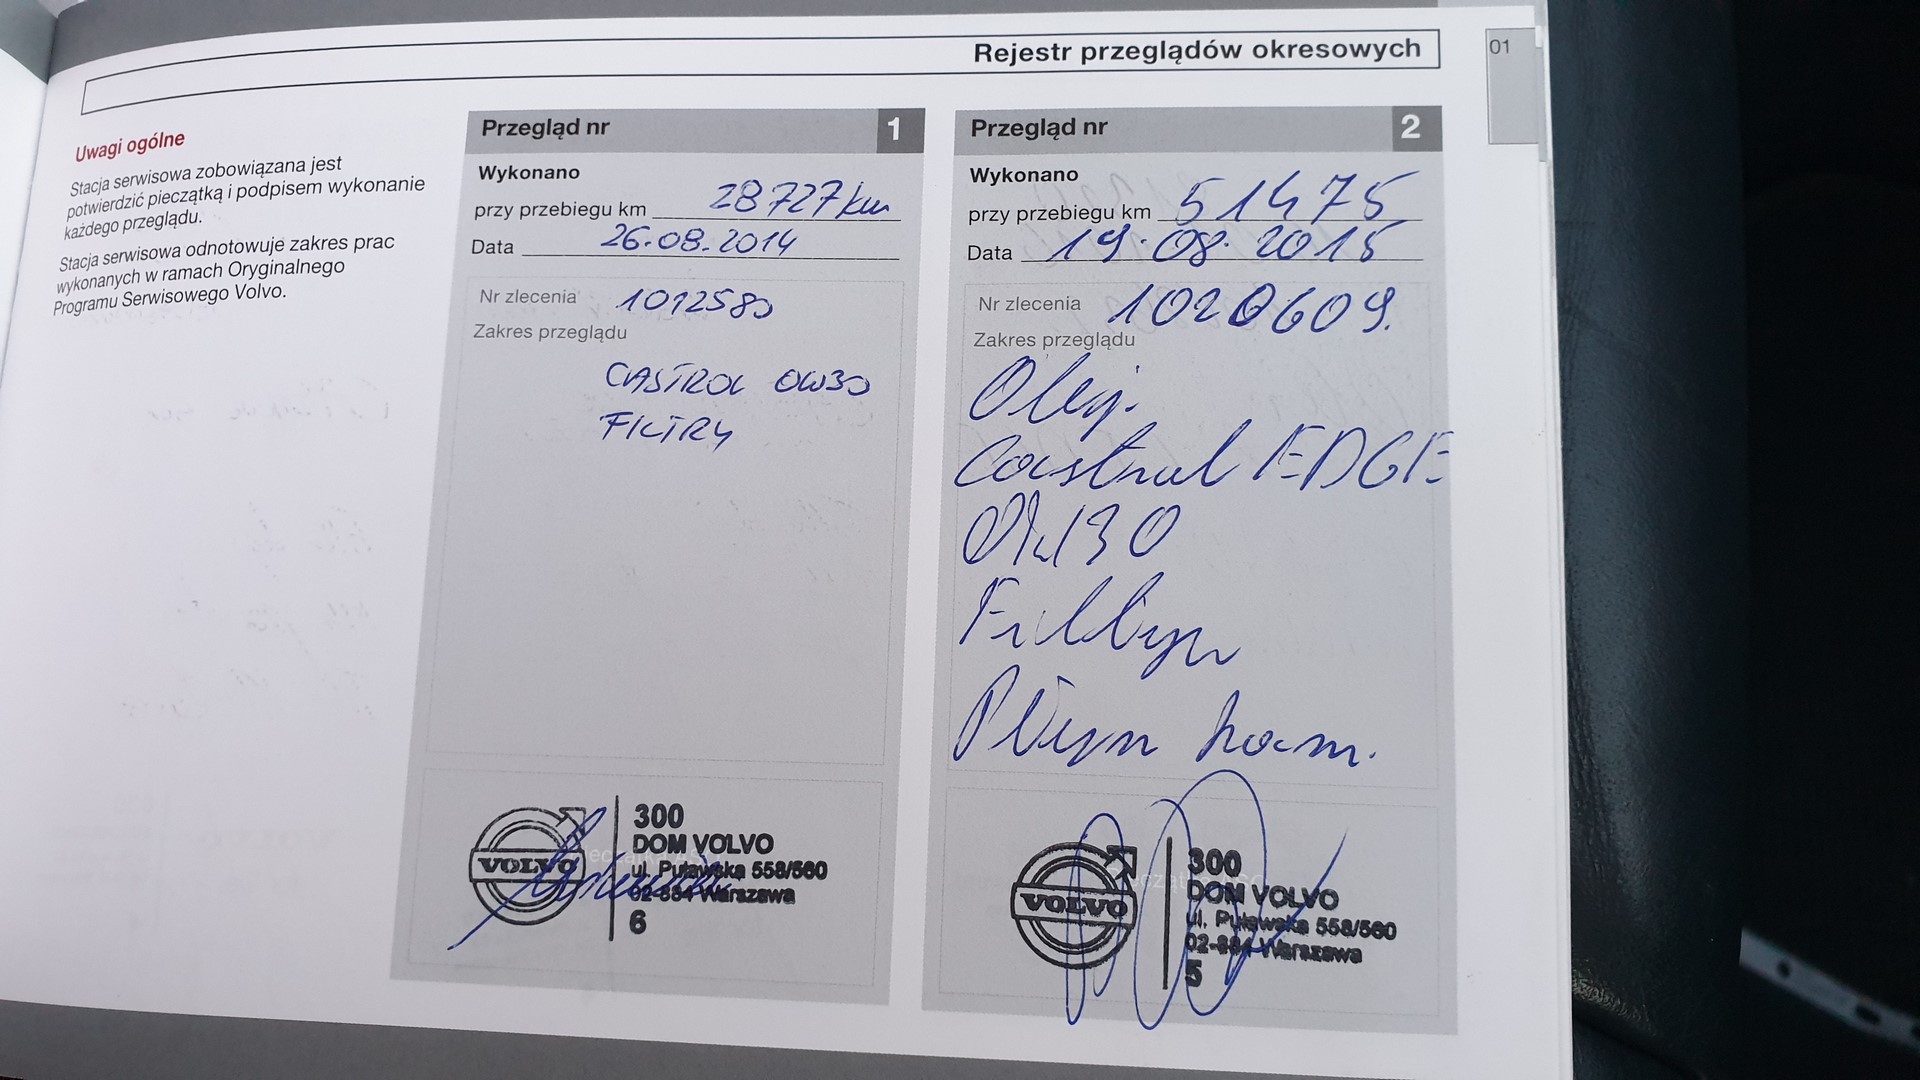 Rejestr przeglądów okresowych
01
Uwagi ogólne
Stacja serwisowa zobowiązana jest
potwierdzić pieczątką i podpisem wykonanie
każdego przeglądu.
Stacja serwisowa odnotowuje zakres prac
wykonanych w ramach Oryginalnego
Programu Serwisowego Volvo.
Przegląd nr 1
Wykonano
przy przebiegu km 28727 km
Data 26.08.2014
Nr zlecenia 1012580
Zakres przeglądu
CASTROL 0W30
FILTRY
VOLVO
300
DOM VOLVO
ul. Puławska 558/560
02-884 Warszawa
6
Przegląd nr 2
Wykonano
przy przebiegu km 51475
Data 19.08.2015
Nr zlecenia 1020609.
Zakres przeglądu
Olej.
Castrol EDGE
0W30
Filtry
Płyn ham.
VOLVO
300
DOM VOLVO
ul. Puławska 558/560
02-884 Warszawa
5